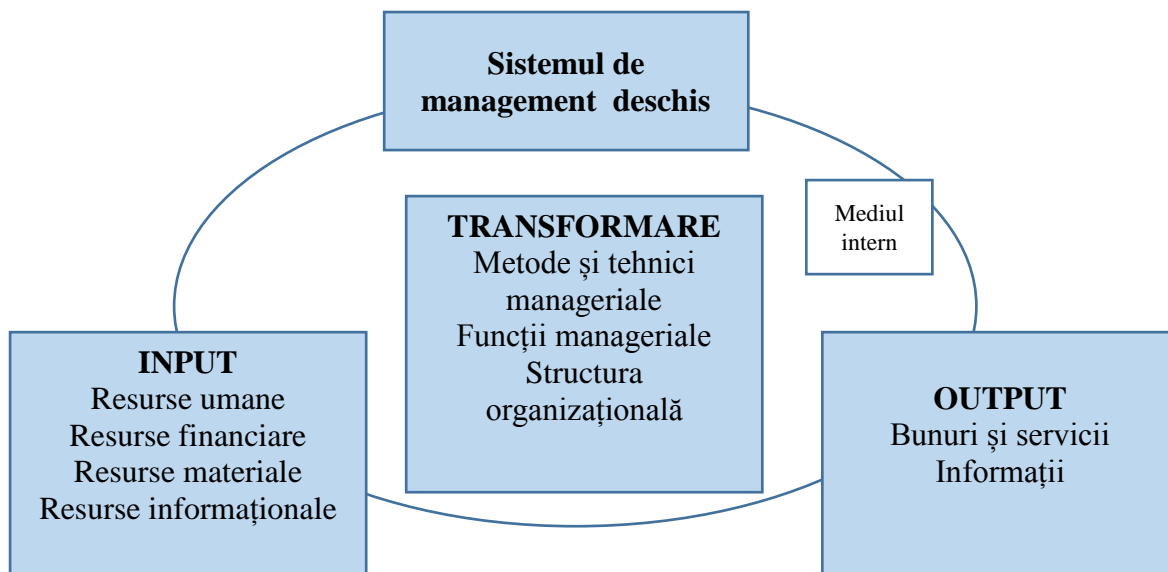 Sistemul de
management deschis
Mediul
intern
TRANSFORMARE
Metode și tehnici
manageriale
Funcții manageriale
Structura
organizațională
INPUT
Resurse umane
Resurse financiare
Resurse materiale
Resurse informaționale
OUTPUT
Bunuri și servicii
Informații